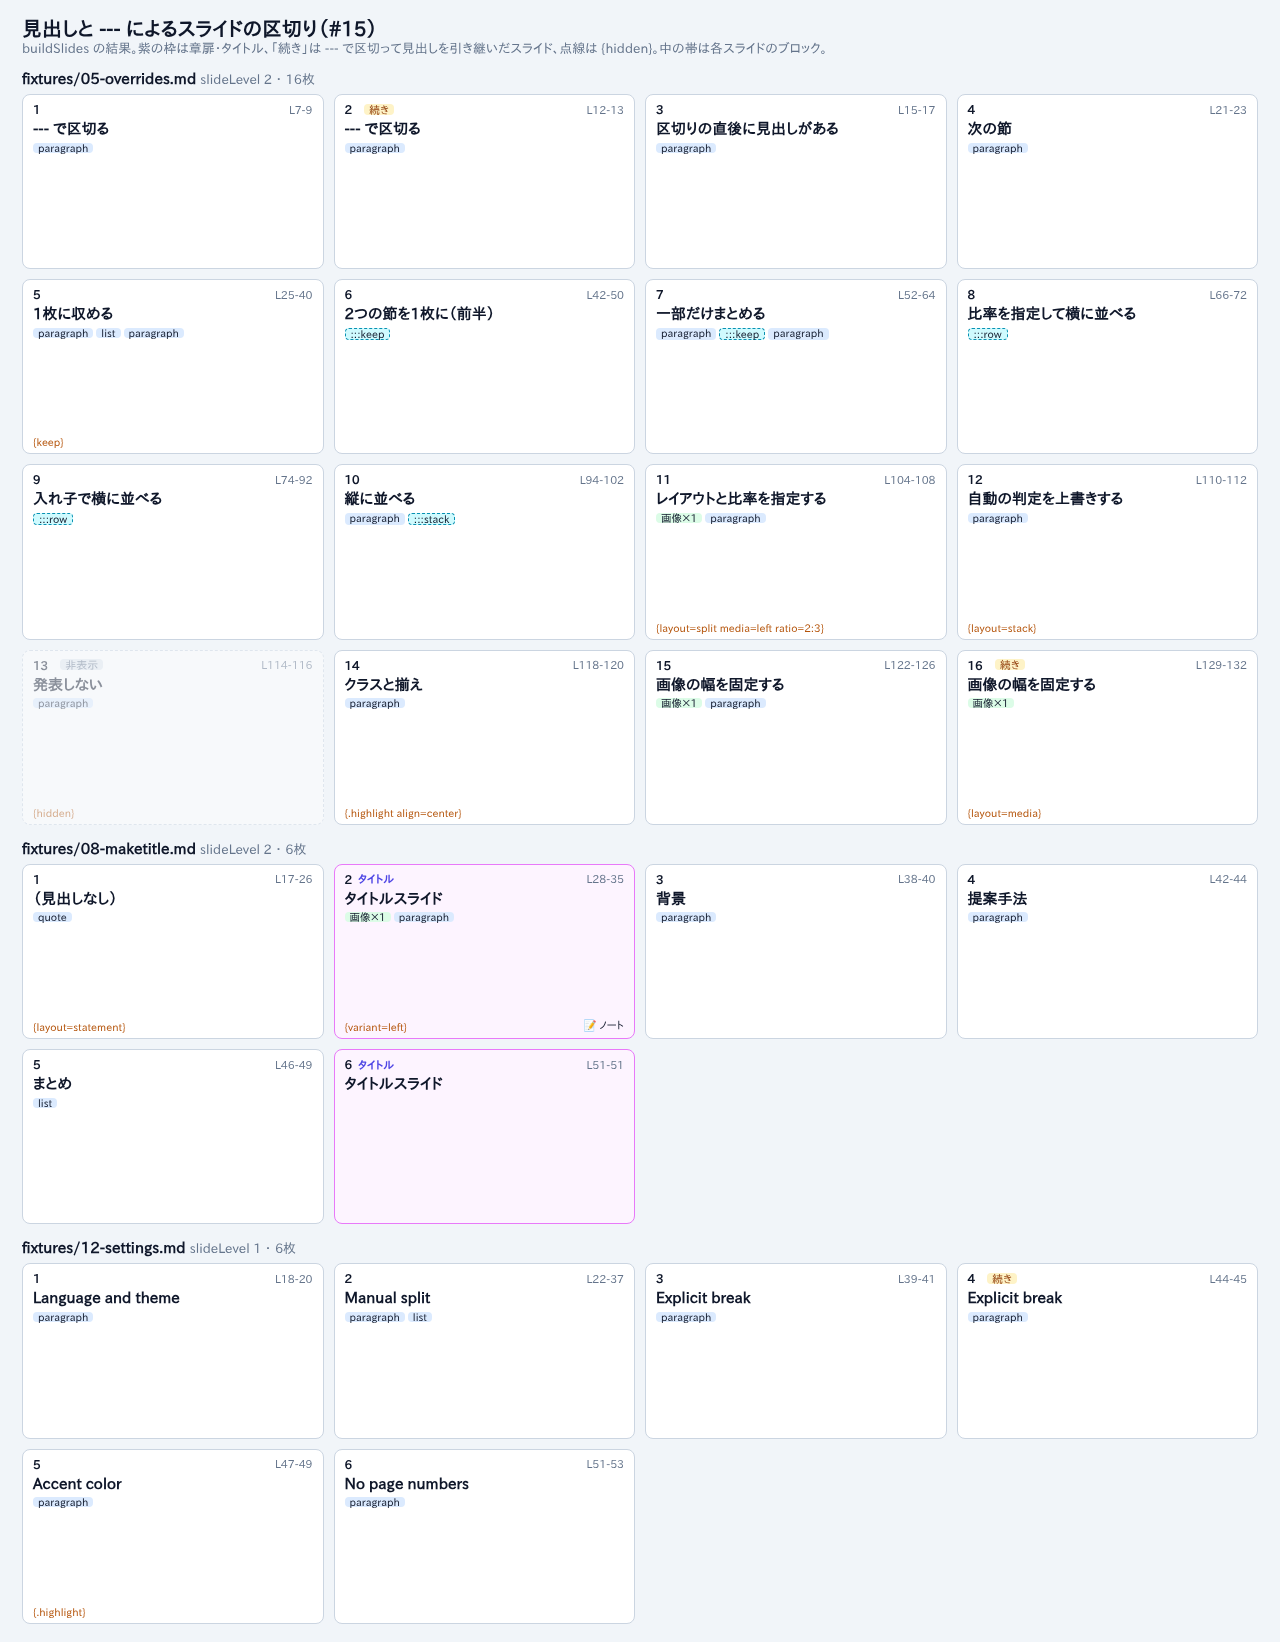 見出しと --- によるスライドの区切り（#15）
buildSlides の結果。紫の枠は章扉・タイトル、「続き」は --- で区切って見出しを引き継いだスライド、点線は {hidden}。中の帯は各スライドのブロック。
fixtures/05-overrides.md slideLevel 2・16枚
1 L7-9
--- で区切る
paragraph
2 続き L12-13
--- で区切る
paragraph
3 L15-17
区切りの直後に見出しがある
paragraph
4 L21-23
次の節
paragraph
5 L25-40
1枚に収める
paragraph list paragraph
{keep}
6 L42-50
2つの節を1枚に（前半）
:::keep
7 L52-64
一部だけまとめる
paragraph :::keep paragraph
8 L66-72
比率を指定して横に並べる
:::row
9 L74-92
入れ子で横に並べる
:::row
10 L94-102
縦に並べる
paragraph :::stack
11 L104-108
レイアウトと比率を指定する
画像×1 paragraph
{layout=split media=left ratio=2:3}
12 L110-112
自動の判定を上書きする
paragraph
{layout=stack}
13 非表示 L114-116
発表しない
paragraph
{hidden}
14 L118-120
クラスと揃え
paragraph
{.highlight align=center}
15 L122-126
画像の幅を固定する
画像×1 paragraph
16 続き L129-132
画像の幅を固定する
画像×1
{layout=media}
fixtures/08-maketitle.md slideLevel 2・6枚
1 L17-26
（見出しなし）
quote
{layout=statement}
2 タイトル L28-35
タイトルスライド
画像×1 paragraph
{variant=left} 📝 ノート
3 L38-40
背景
paragraph
4 L42-44
提案手法
paragraph
5 L46-49
まとめ
list
6 タイトル L51-51
タイトルスライド
fixtures/12-settings.md slideLevel 1・6枚
1 L18-20
Language and theme
paragraph
2 L22-37
Manual split
paragraph list
3 L39-41
Explicit break
paragraph
4 続き L44-45
Explicit break
paragraph
5 L47-49
Accent color
paragraph
{.highlight}
6 L51-53
No page numbers
paragraph